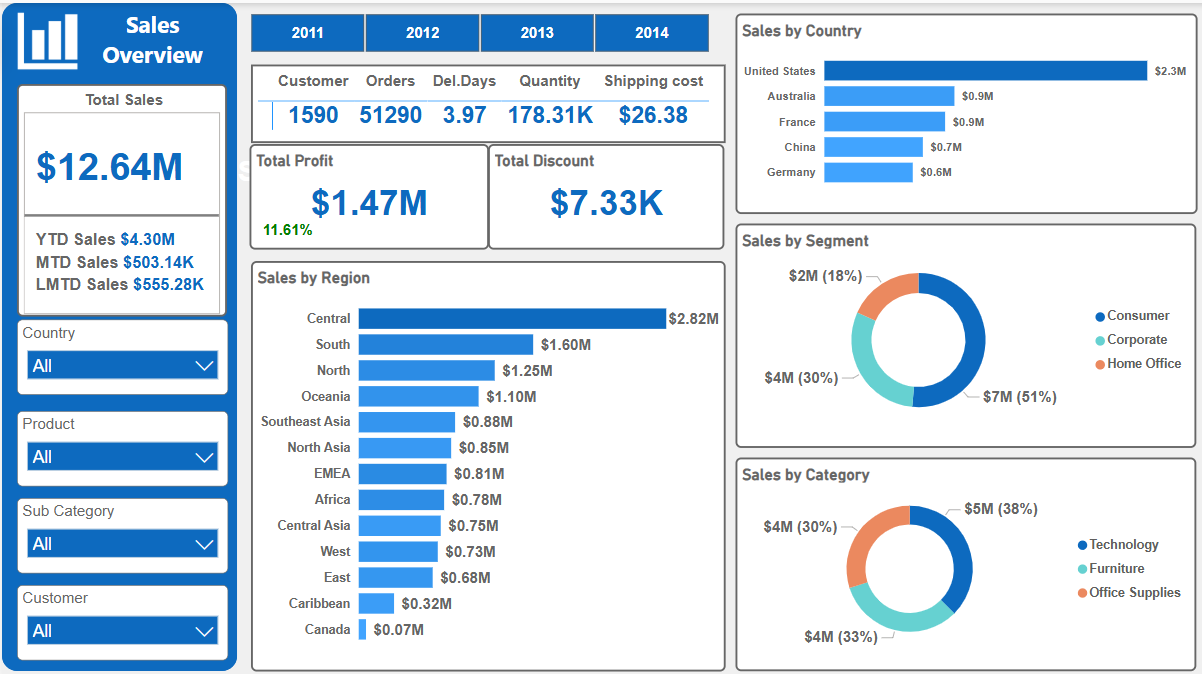 Sales
Overview
Total Sales
$12.64M
YTD Sales $4.30M
MTD Sales $503.14K
LMTD Sales $555.28K
Country
All
Product
All
Sub Category
All
Customer
All
2011 2012 2013 2014
Customer Orders Del.Days Quantity Shipping cost
1590 51290 3.97 178.31K $26.38
Total Profit
$1.47M
11.61%
Total Discount
$7.33K
Sales by Region
Central $2.82M
South $1.60M
North $1.25M
Oceania $1.10M
Southeast Asia $0.88M
North Asia $0.85M
EMEA $0.81M
Africa $0.78M
Central Asia $0.75M
West $0.73M
East $0.68M
Caribbean $0.32M
Canada $0.07M
Sales by Country
United States $2.3M
Australia $0.9M
France $0.9M
China $0.7M
Germany $0.6M
Sales by Segment
$2M (18%)
$4M (30%)
$7M (51%)
Consumer
Corporate
Home Office
Sales by Category
$5M (38%)
$4M (30%)
$4M (33%)
Technology
Furniture
Office Supplies